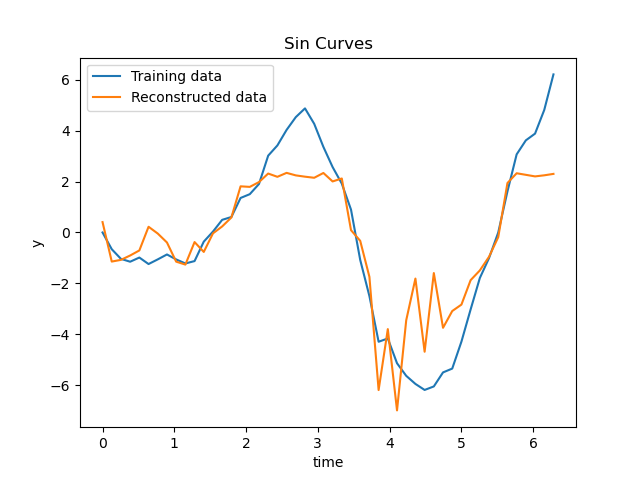 Sin Curves
Training data
Reconstructed data
6
4
2
0
−2
−4
−6
y
0 1 2 3 4 5 6
time